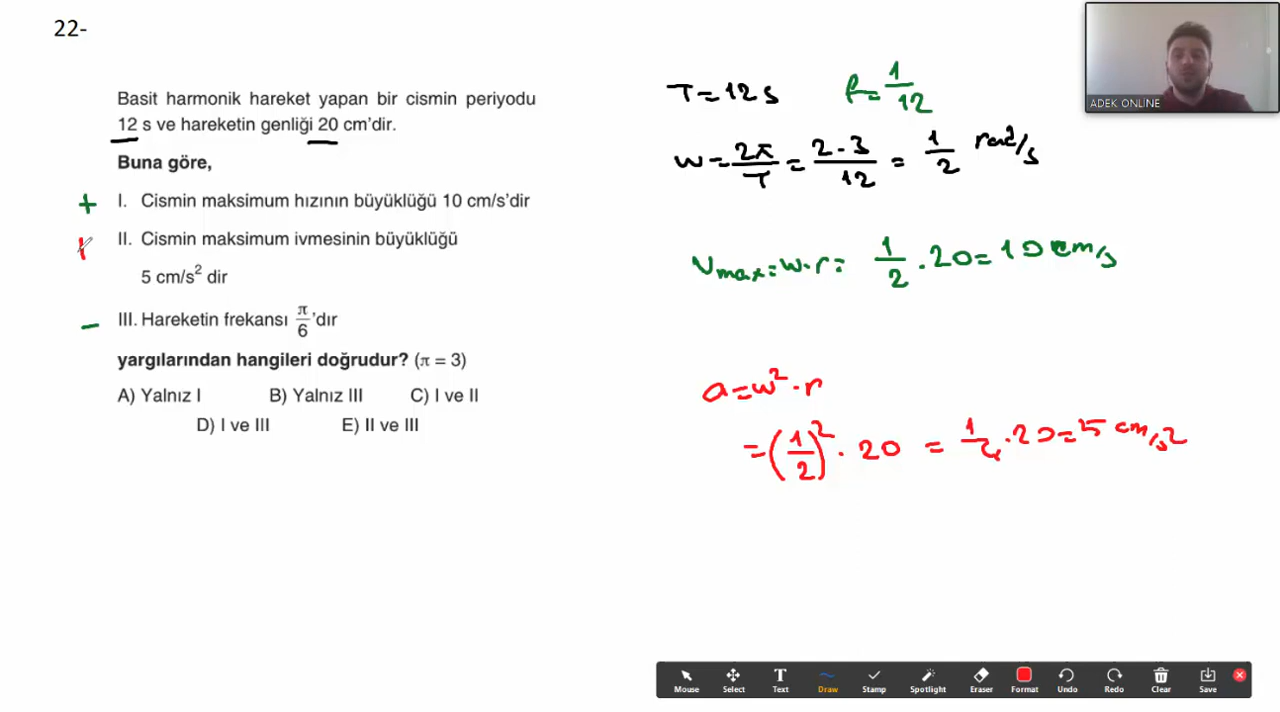 22-
Basit harmonik hareket yapan bir cismin periyodu
12 s ve hareketin genliği 20 cm'dir.
Buna göre,
+ I. Cismin maksimum hızının büyüklüğü 10 cm/s'dir
II. Cismin maksimum ivmesinin büyüklüğü
5 cm/s² dir
− III. Hareketin frekansı π/6'dır
yargılarından hangileri doğrudur? (π = 3)
A) Yalnız I B) Yalnız III C) I ve II
D) I ve III E) II ve III
T=12 s f=1/12
w=2π/T=2·3/12=1/2 rad/s
Vmax=w·r=1/2·20=10 cm/s
a=w²·r
=(1/2)²·20=1/4·20=5 cm/s²
ADEK ONLINE
Mouse Select Text Draw Stamp Spotlight Eraser Format Undo Redo Clear Save